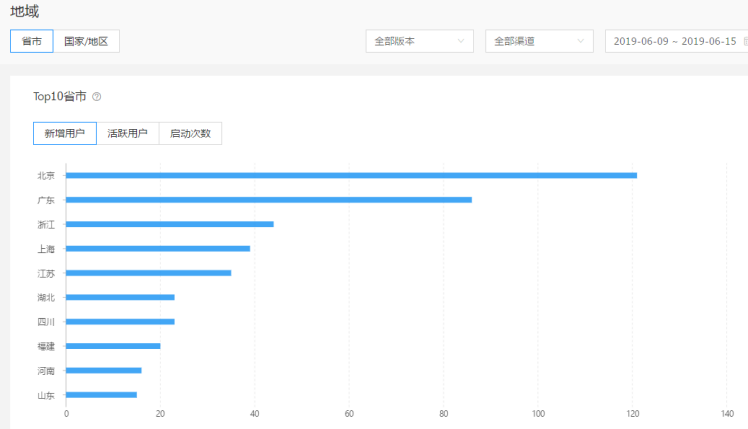 地域
省市 国家/地区 全部版本 全部渠道 2019-06-09 ~ 2019-06-15
Top10省市
新增用户 活跃用户 启动次数
北京
广东
浙江
上海
江苏
湖北
四川
福建
河南
山东
0 20 40 60 80 100 120 140